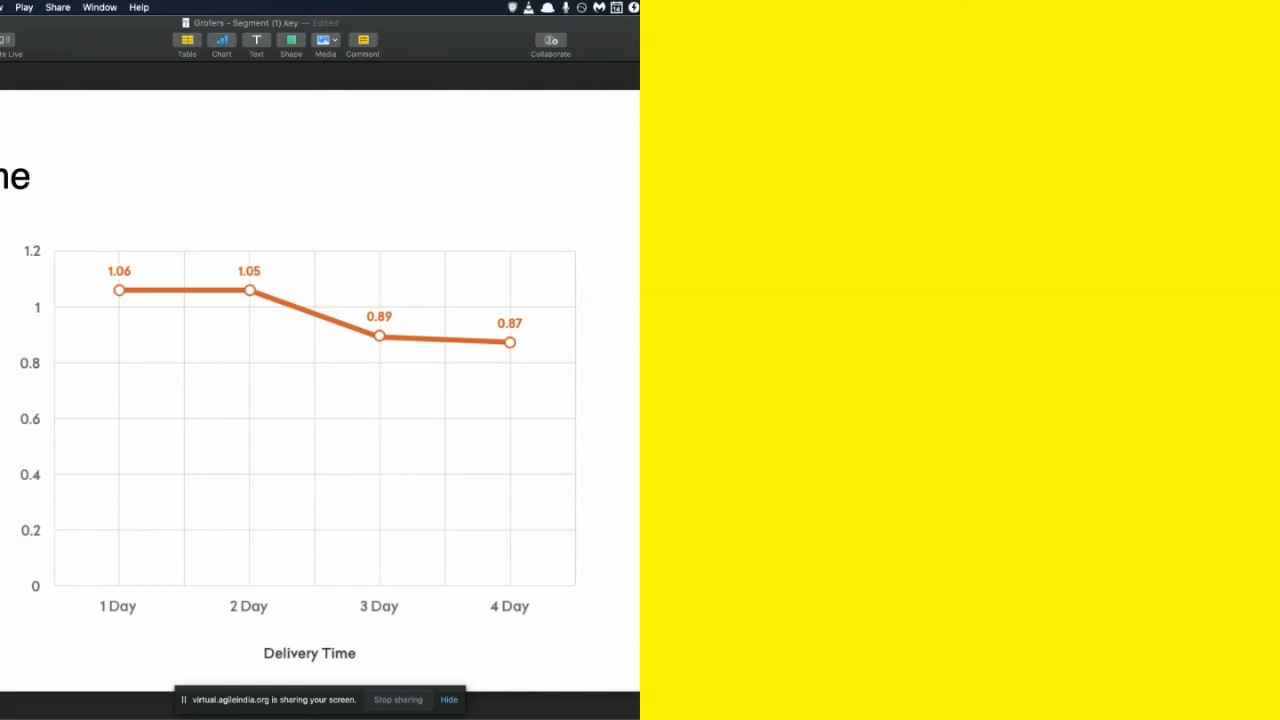 Play Share Window Help
Grofers - Segment (1).key — Edited
Table Chart Text Shape Media Comment Collaborate
1.2
1
0.8
0.6
0.4
0.2
0
1.06 1.05 0.89 0.87
1 Day 2 Day 3 Day 4 Day
Delivery Time
virtual.agileindia.org is sharing your screen. Stop sharing Hide